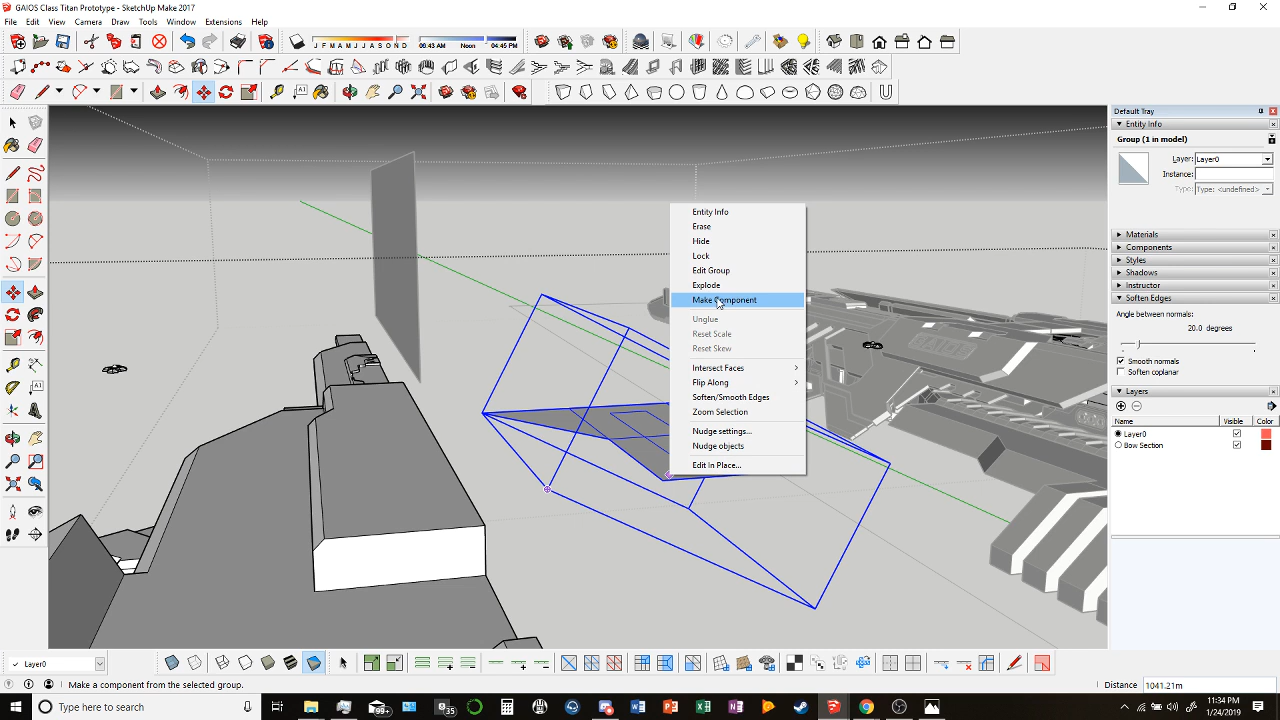 GAIOS Class Titan Prototype - SketchUp Make 2017
File Edit View Camera Draw Tools Window Extensions Help
J F M A M J J A S O N D 06:43 AM Noon 04:45 PM
Default Tray
Entity Info
Group (1 in model)
Layer: Layer0
Instance:
Type: Type: <undefined>
Materials
Components
Styles
Shadows
Instructor
Soften Edges
Angle between normals:
20.0 degrees
Smooth normals
Soften coplanar
Layers
Name Visible Color
Layer0
Bow Section
Entity Info
Erase
Hide
Lock
Edit Group
Explode
Make Component
Unglue
Reset Scale
Reset Skew
Intersect Faces
Flip Along
Soften/Smooth Edges
Zoom Selection
Nudge settings...
Nudge objects
Edit In Place...
GAIOS
Layer0
Make a component from the selected group.
Distance 1041.21m
Type here to search
99+
35
11:34 PM
1/24/2019